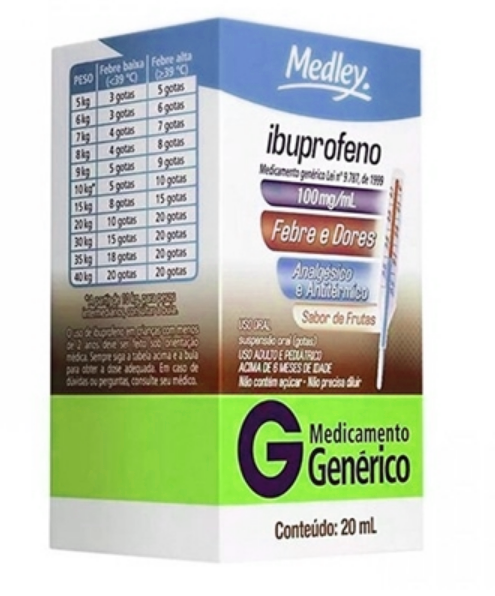 PESO Febre baixa (<39 °C) Febre alta (≥39 °C)
5 kg 3 gotas 5 gotas
6 kg 3 gotas 6 gotas
7 kg 4 gotas 7 gotas
8 kg 4 gotas 8 gotas
9 kg 5 gotas 9 gotas
10 kg* 5 gotas 10 gotas
15 kg 8 gotas 15 gotas
20 kg 10 gotas 20 gotas
30 kg 15 gotas 20 gotas
35 kg 18 gotas 20 gotas
40 kg 20 gotas 20 gotas
O uso de ibuprofeno em crianças com menos
de 2 anos deve ser feito sob orientação
médica. Sempre siga a tabela acima e a bula
para obter a dose adequada. Em caso de
dúvidas ou perguntas, consulte seu médico.
Medley.
ibuprofeno
Medicamento genérico Lei nº 9.787, de 1999
100mg/mL
Febre e Dores
Analgésico
e Antitérmico
Sabor de Frutas
USO ORAL
suspensão oral (gotas)
USO ADULTO E PEDIÁTRICO
ACIMA DE 6 MESES DE IDADE
Não contém açúcar - Não precisa diluir
G Medicamento
Genérico
Conteúdo: 20 mL